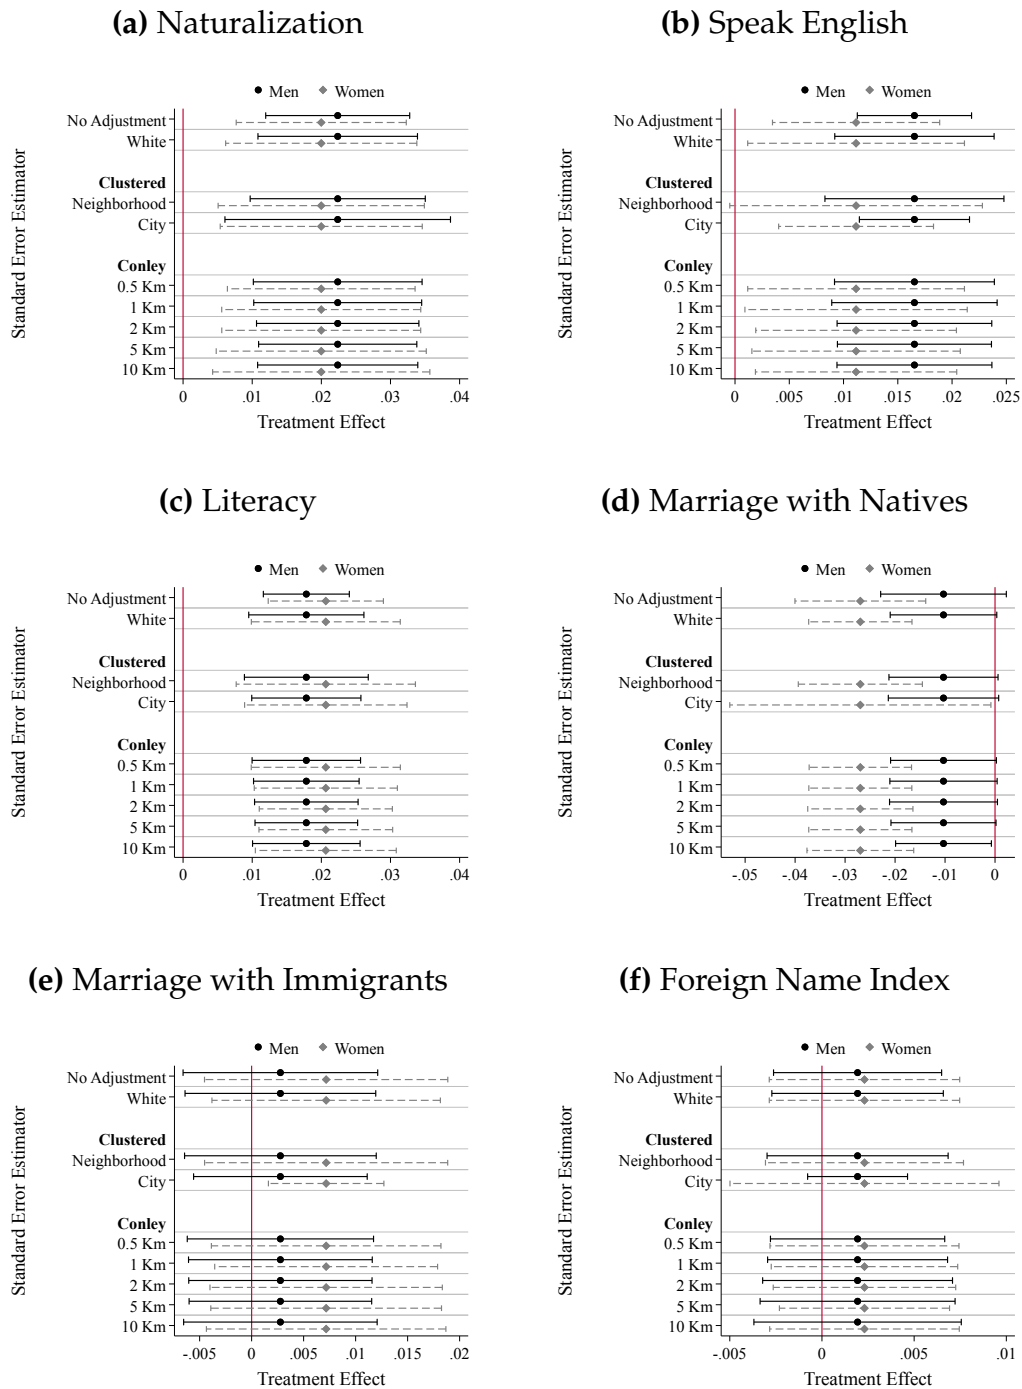 (a) Naturalization
Men Women
Standard Error Estimator
No Adjustment
White
Clustered
Neighborhood
City
Conley
0.5 Km
1 Km
2 Km
5 Km
10 Km
0 .01 .02 .03 .04
Treatment Effect
(b) Speak English
Men Women
Standard Error Estimator
No Adjustment
White
Clustered
Neighborhood
City
Conley
0.5 Km
1 Km
2 Km
5 Km
10 Km
0 .005 .01 .015 .02 .025
Treatment Effect
(c) Literacy
Men Women
Standard Error Estimator
No Adjustment
White
Clustered
Neighborhood
City
Conley
0.5 Km
1 Km
2 Km
5 Km
10 Km
0 .01 .02 .03 .04
Treatment Effect
(d) Marriage with Natives
Men Women
Standard Error Estimator
No Adjustment
White
Clustered
Neighborhood
City
Conley
0.5 Km
1 Km
2 Km
5 Km
10 Km
-.05 -.04 -.03 -.02 -.01 0
Treatment Effect
(e) Marriage with Immigrants
Men Women
Standard Error Estimator
No Adjustment
White
Clustered
Neighborhood
City
Conley
0.5 Km
1 Km
2 Km
5 Km
10 Km
-.005 0 .005 .01 .015 .02
Treatment Effect
(f) Foreign Name Index
Men Women
Standard Error Estimator
No Adjustment
White
Clustered
Neighborhood
City
Conley
0.5 Km
1 Km
2 Km
5 Km
10 Km
-.005 0 .005 .01
Treatment Effect